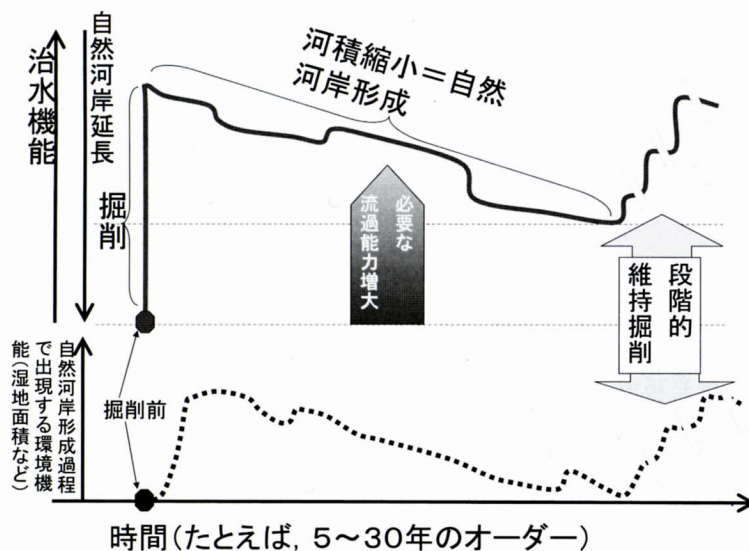 治水機能
自然河岸延長
河積縮小＝自然
河岸形成
掘削
必要な
流過能力増大
段階的
維持掘削
自然河岸形成過程
で出現する環境機
能（湿地面積など）
掘削前
時間（たとえば，５～３０年のオーダー）